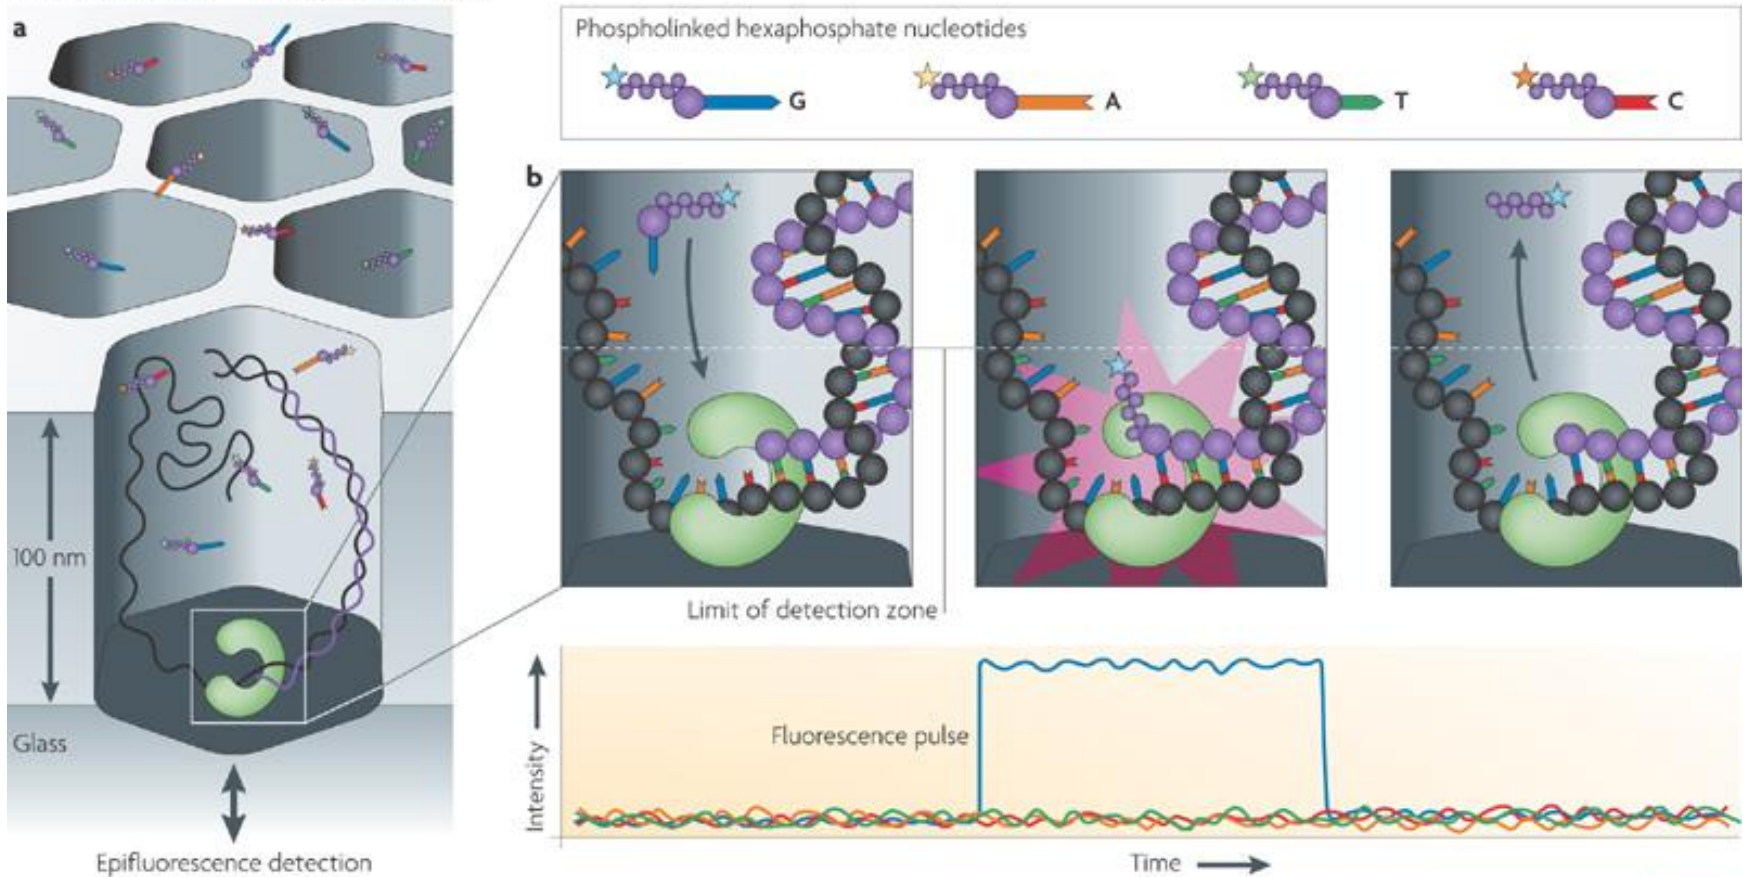 a
Phospholinked hexaphosphate nucleotides
G
A
T
C
b
100 nm
Glass
Epifluorescence detection
Limit of detection zone
Fluorescence pulse
Intensity
Time